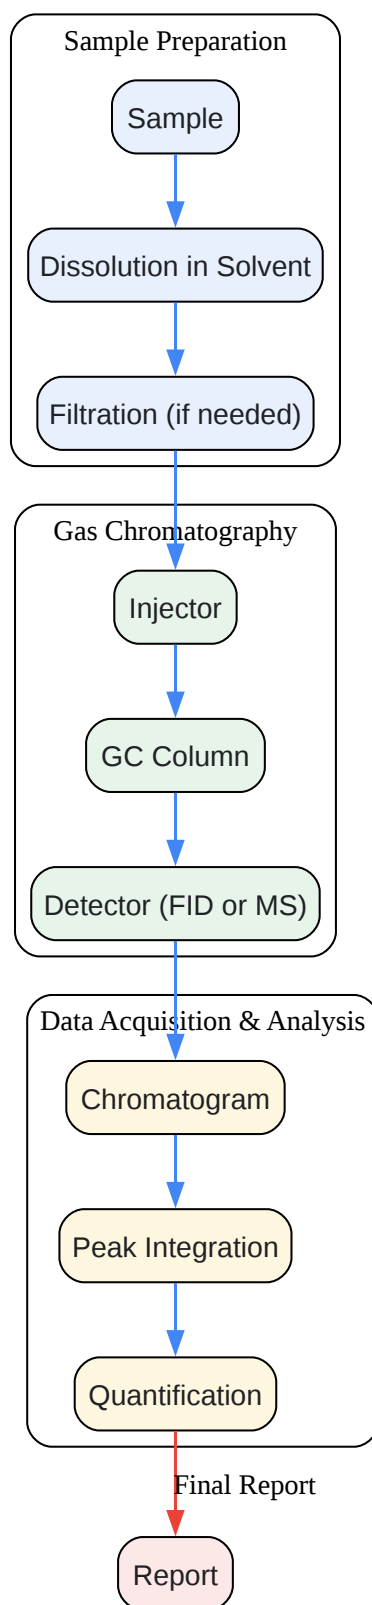 Sample Preparation
Sample
Dissolution in Solvent
Filtration (if needed)
Gas Chromatography
Injector
GC Column
Detector (FID or MS)
Data Acquisition & Analysis
Chromatogram
Peak Integration
Quantification
Final Report
Report